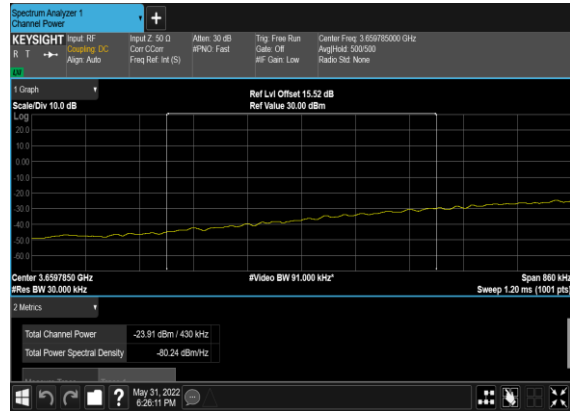 Spectrum Analyzer 1
Channel Power
+
KEYSIGHT
R T
LW
Input: RF
Coupling: DC
Align: Auto
Input Z: 50 Ω
Corr CCorr
Freq Ref: Int (S)
Atten: 30 dB
#PNO: Fast
Trig: Free Run
Gate: Off
#IF Gain: Low
Center Freq: 3.659785000 GHz
Avg|Hold: 500/500
Radio Std: None
1 Graph
Scale/Div 10.0 dB
Ref Lvl Offset 15.52 dB
Ref Value 30.00 dBm
Log
20.0
10.0
0.00
-10.0
-20.0
-30.0
-40.0
-50.0
-60.0
Center 3.6597850 GHz
#Res BW 30.000 kHz
#Video BW 91.000 kHz*
Span 860 kHz
Sweep 1.20 ms (1001 pts)
2 Metrics
Total Channel Power -23.91 dBm / 430 kHz
Total Power Spectral Density -80.24 dBm/Hz
?
May 31, 2022
6:26:11 PM